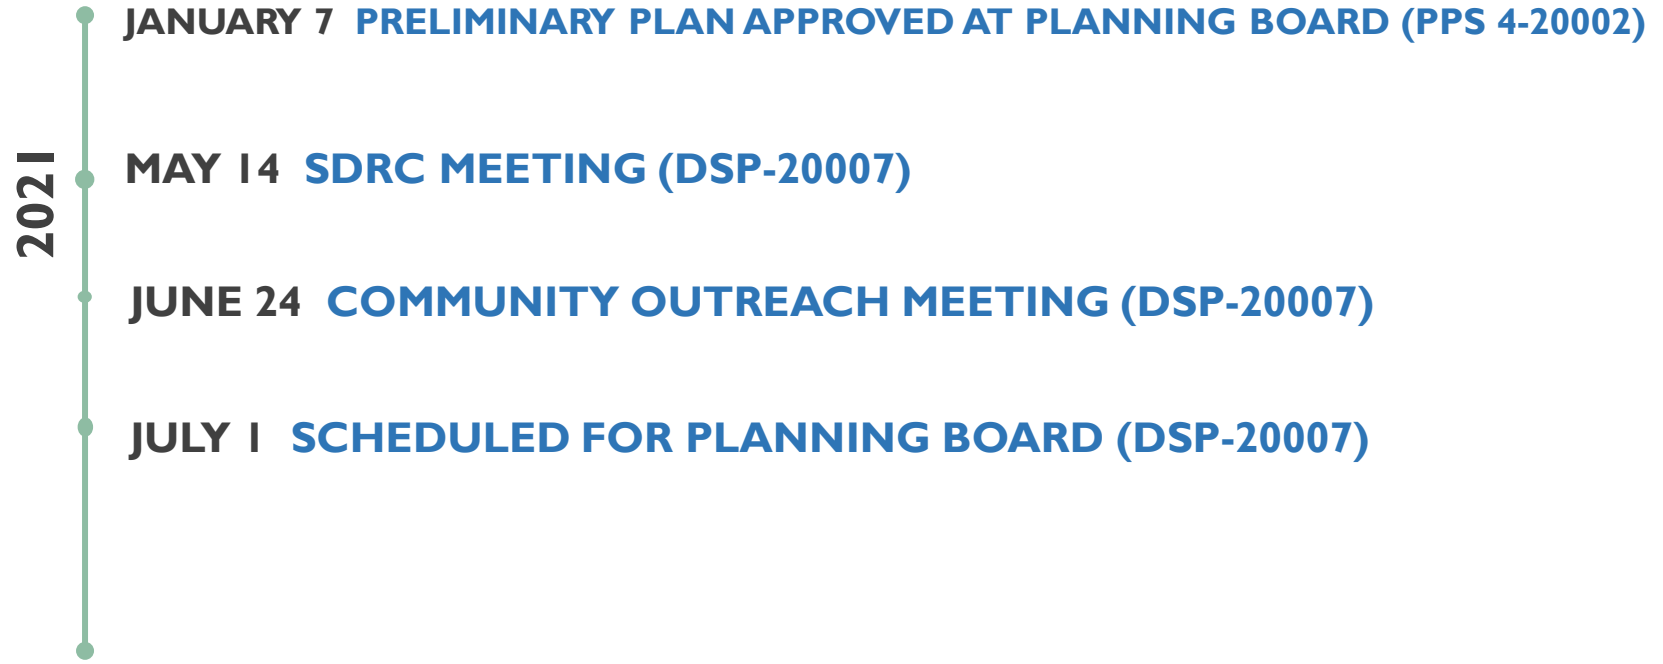 JANUARY 7 PRELIMINARY PLAN APPROVED AT PLANNING BOARD (PPS 4-20002)
2021
MAY 14 SDRC MEETING (DSP-20007)
JUNE 24 COMMUNITY OUTREACH MEETING (DSP-20007)
JULY 1 SCHEDULED FOR PLANNING BOARD (DSP-20007)